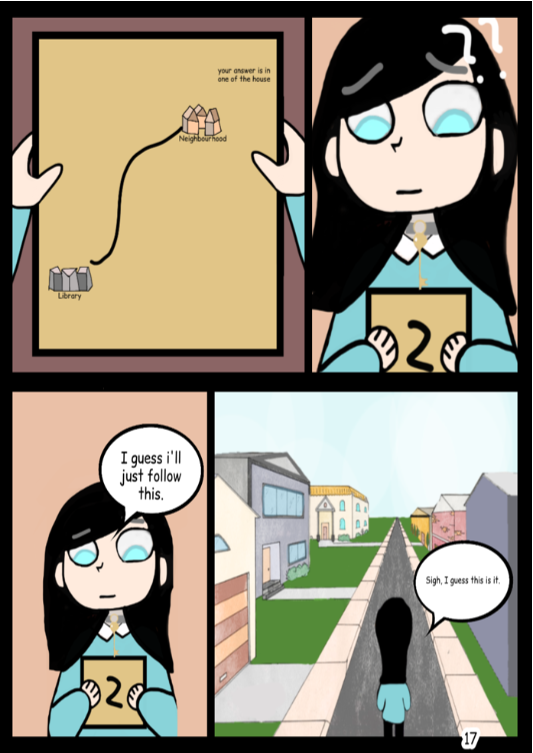 your answer is in
one of the house
Neighbourhood
Library
??
2
I guess i'll
just follow
this.
2
Sigh, I guess this is it.
17